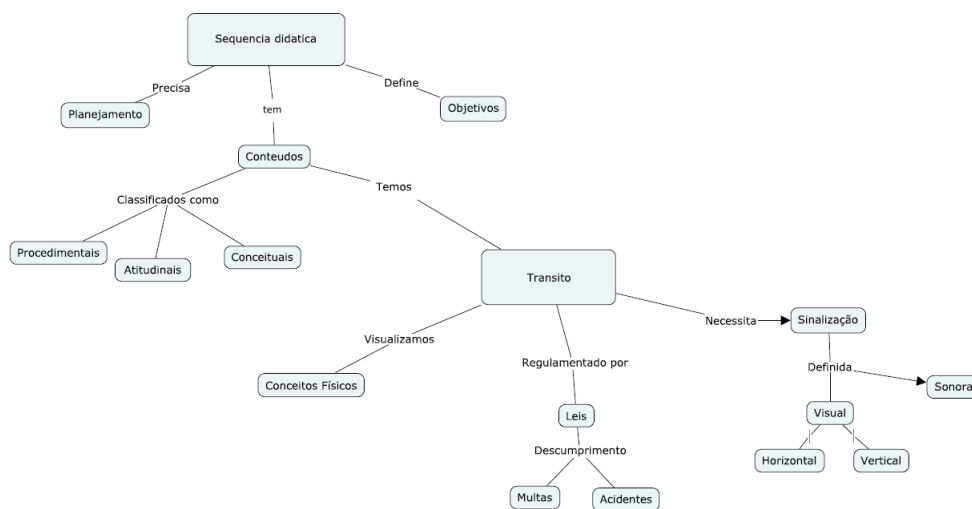 Sequencia didatica
Precisa
Define
Planejamento
tem
Objetivos
Conteudos
Classificados como
Temos
Procedimentais
Atitudinais
Conceituais
Transito
Visualizamos
Necessita
Sinalização
Conceitos Físicos
Regulamentado por
Definida
Sonora
Leis
Visual
Descumprimento
Horizontal
Vertical
Multas
Acidentes